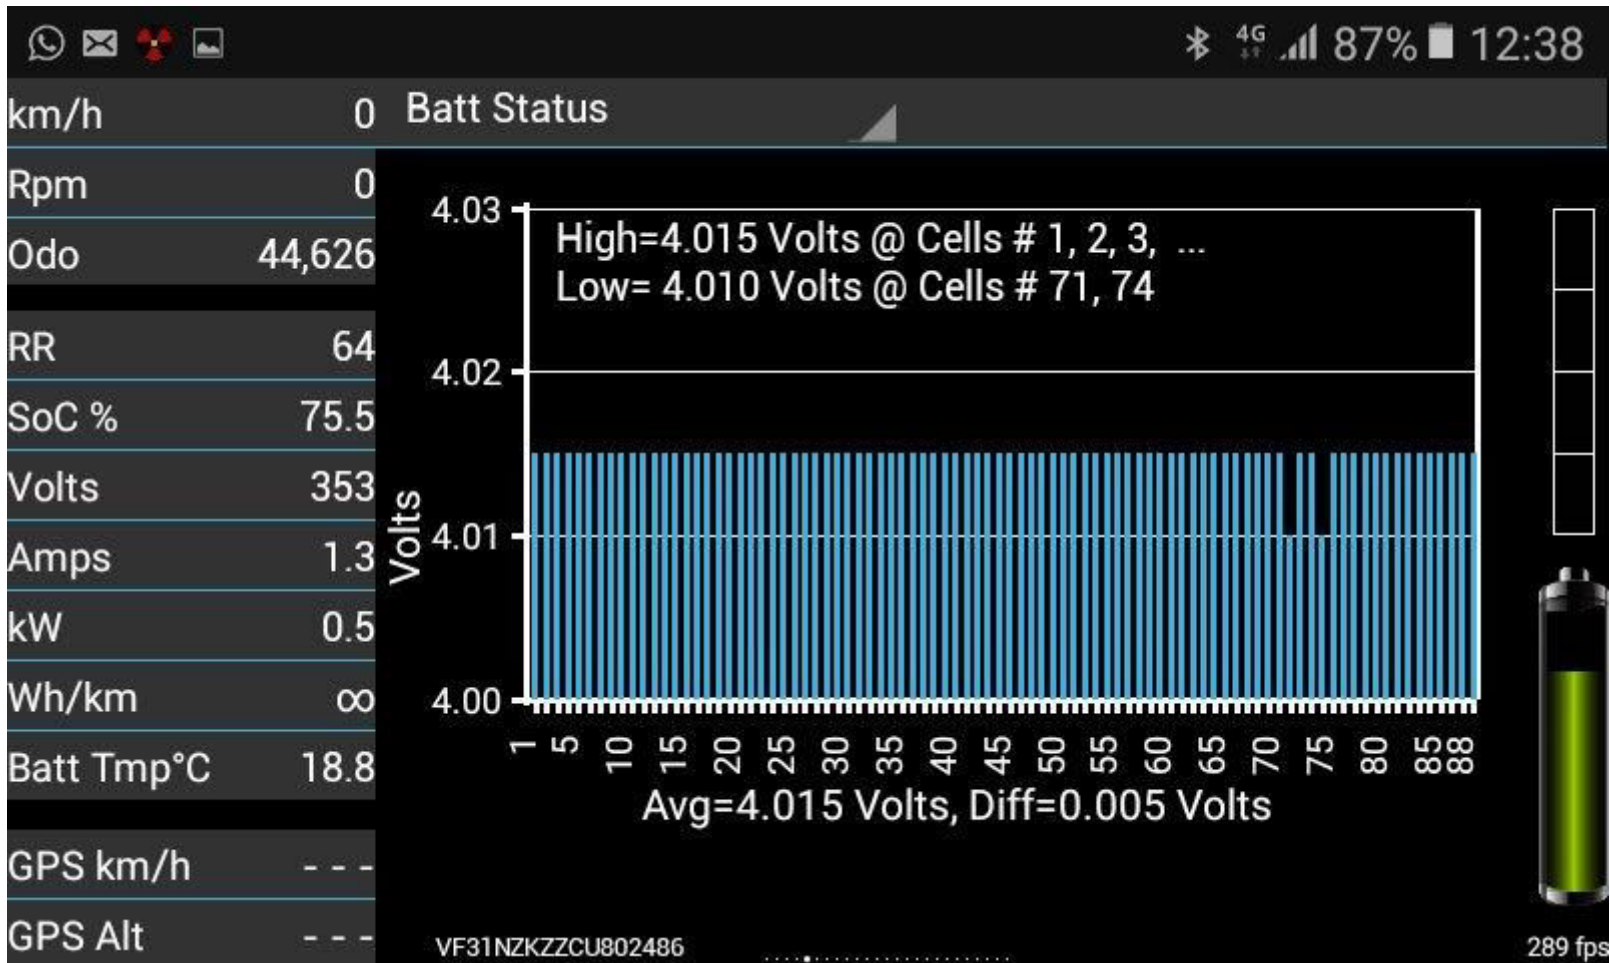 4G 87% 12:38
km/h 0
Rpm 0
Odo 44,626
RR 64
SoC % 75.5
Volts 353
Amps 1.3
kW 0.5
Wh/km ∞
Batt Tmp°C 18.8
GPS km/h - - -
GPS Alt - - -
Batt Status
High=4.015 Volts @ Cells # 1, 2, 3, ...
Low= 4.010 Volts @ Cells # 71, 74
4.03
4.02
4.01
4.00
Volts
1 5 10 15 20 25 30 35 40 45 50 55 60 65 70 75 80 85 88
Avg=4.015 Volts, Diff=0.005 Volts
VF31NZKZZCU802486
289 fps